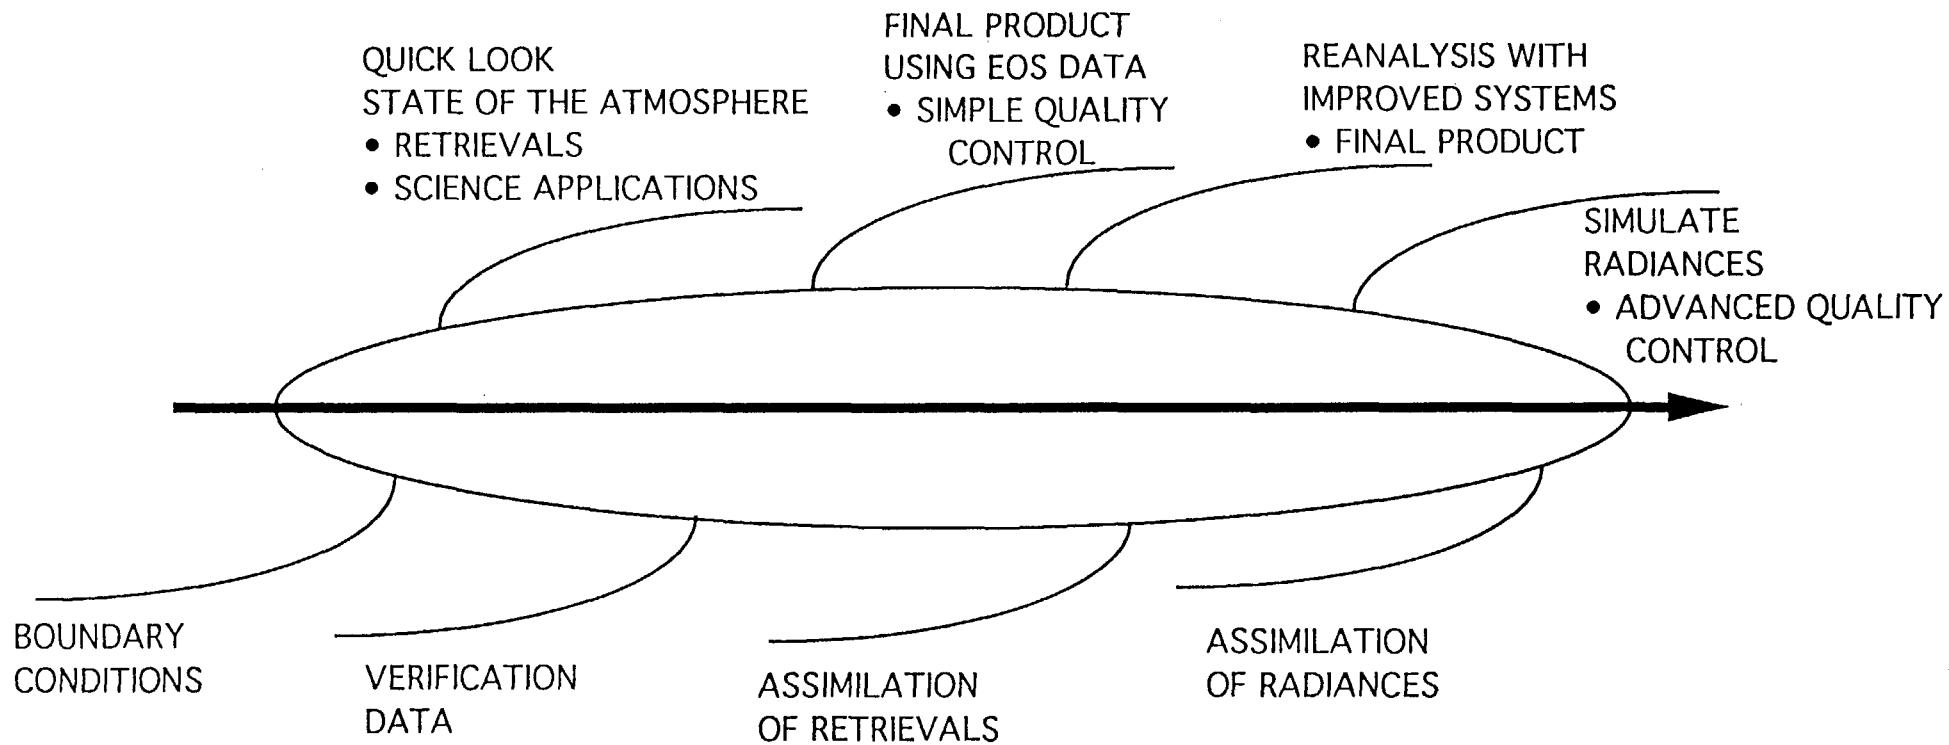 QUICK LOOK
STATE OF THE ATMOSPHERE
• RETRIEVALS
• SCIENCE APPLICATIONS
FINAL PRODUCT
USING EOS DATA
• SIMPLE QUALITY
CONTROL
REANALYSIS WITH
IMPROVED SYSTEMS
• FINAL PRODUCT
SIMULATE
RADIANCES
• ADVANCED QUALITY
CONTROL
BOUNDARY
CONDITIONS
VERIFICATION
DATA
ASSIMILATION
OF RETRIEVALS
ASSIMILATION
OF RADIANCES